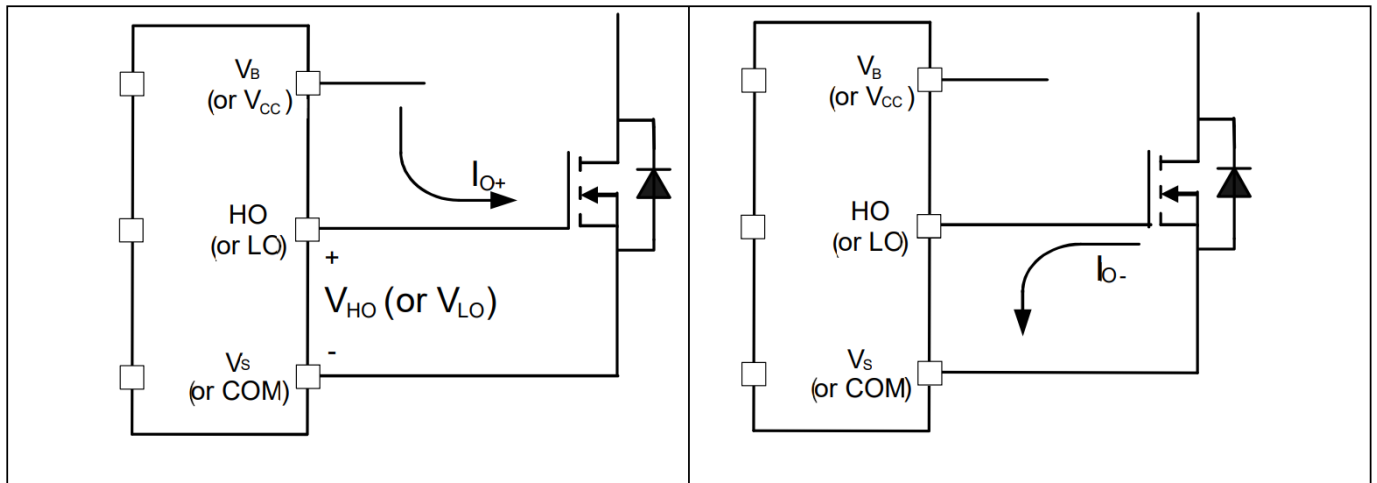 VB
(or VCC)
IO+
HO
(or LO)
+
VHO (or VLO)
-
VS
(or COM)
VB
(or VCC)
HO
(or LO)
IO-
VS
(or COM)